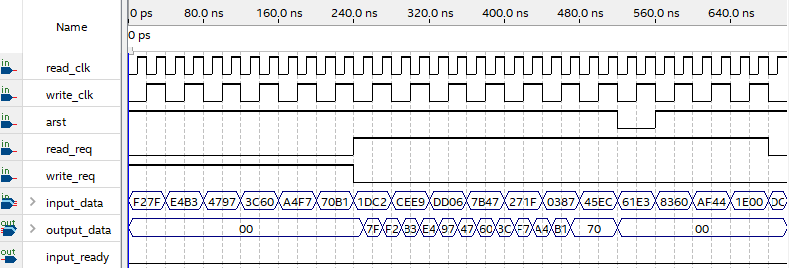 Name 0 ps 80.0 ns 160.0 ns 240.0 ns 320.0 ns 400.0 ns 480.0 ns 560.0 ns 640.0 ns
0 ps
in read_clk
in write_clk
in arst
in read_req
in write_req
in input_data F27F E4B3 4797 3C60 A4F7 70B1 1DC2 CEE9 DD06 7B47 271F 0387 45EC 61E3 8360 AF44 1E00
out output_data 00 7F F2 B3 E4 97 47 60 3C F7 A4 B1 70 00
out input_ready